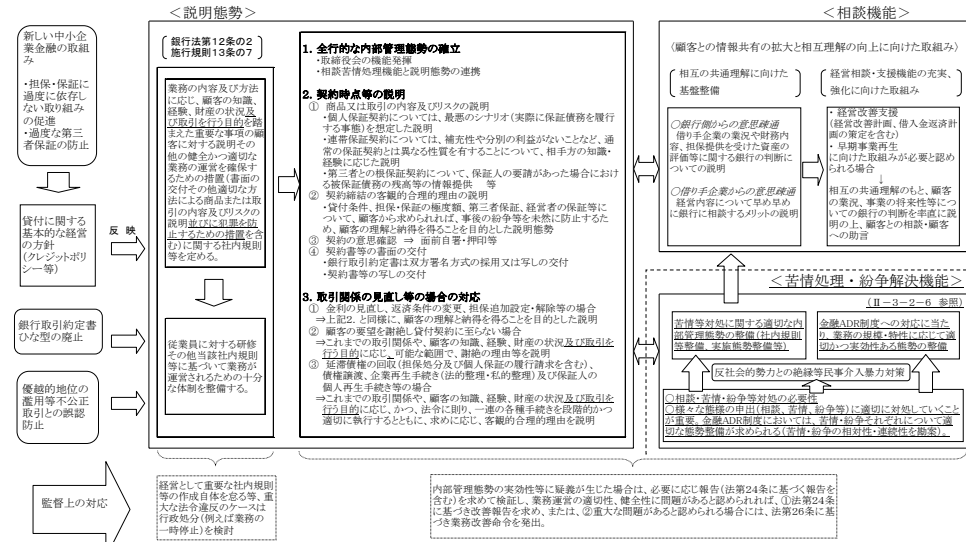 ＜説明態勢＞
＜相談機能＞
新しい中小企
業金融の取組
み
・担保・保証に
過度に依存し
ない取り組み
の促進
・過度な第三
者保証の防止
貸付に関する
基本的な経営
の方針
(クレジットポリ
シー等)
反 映
銀行取引約定書
ひな型の廃止
優越的地位の
濫用等不公正
取引との誤認
防止
監督上の対応
銀行法第12条の2
施行規則13条の7
業務の内容及び方法
に応じ、顧客の知識、
経験、財産の状況及
び取引を行う目的を踏
まえた重要な事項の顧
客に対する説明その
他の健全かつ適切な
業務の運営を確保す
るための措置(書面の
交付その他適切な方
法による商品または取
引の内容及びリスクの
説明並びに犯罪を防
止するための措置を含
む)に関する社内規則
等を定める。
従業員に対する研修
その他当該社内規則
等に基づいて業務が
運営されるための十分
な体制を整備する。
経営として重要な社内規則
等の作成自体を怠る等、重
大な法令違反のケースは
行政処分(例えば業務の
一時停止)を検討
1. 全行的な内部管理態勢の確立
・取締役会の機能発揮
・相談苦情処理機能と説明態勢の連携
2. 契約時点等の説明
① 商品又は取引の内容及びリスクの説明
・個人保証契約については、最悪のシナリオ(実際に保証債務を履
行する事態)を想定した説明
・連帯保証契約については、補充性や分別の利益がないことなど、通
常の保証契約とは異なる性質を有することについて、相手方の知識・
経験に応じた説明
・第三者との根保証契約について、保証人の要請があった場合におけ
る被保証債務の残高等の情報提供 等
② 契約締結の客観的合理的理由の説明
・貸付条件、担保・保証の極度額、第三者保証、経営者の保証等に
ついて、顧客から求められれば、事後の紛争等を未然に防止するため、
顧客の理解と納得を得ることを目的とした説明態勢
③ 契約の意思確認 ⇒ 面前自署・押印等
④ 契約書等の書面の交付
・銀行取引約定書は双方署名方式の採用又は写しの交付
・契約書等の写しの交付
3. 取引関係の見直し等の場合の対応
① 金利の見直し、返済条件の変更、担保追加設定・解除等の場合
⇒上記2．と同様に、顧客の理解と納得を得ることを目的とした説明
② 顧客の要望を謝絶し貸付契約に至らない場合
⇒これまでの取引関係や、顧客の知識、経験、財産の状況及び取引を
行う目的に応じ、可能な範囲で、謝絶の理由等を説明
③ 延滞債権の回収(担保処分及び個人保証の履行請求を含む)、
債権譲渡、企業再生手続き(法的整理・私的整理)及び保証人の
個人再生手続き等の場合
⇒これまでの取引関係や、顧客の知識、経験、財産の状況及び取引を
行う目的に応じ、かつ、法令に則り、一連の各種手続きを段階的かつ
適切に執行するとともに、求めに応じ、客観的合理的理由を説明
〈顧客との情報共有の拡大と相互理解の向上に向けた取組み〉
相互の共通理解に向けた
基盤整備
経営相談・支援機能の充実、
強化に向けた取組み
○銀行側からの意思疎通
借り手企業の業況や財務内
容、担保提供を受けた資産の
評価等に関する銀行の判断に
ついての説明
○借り手企業からの意思疎通
経営内容について早め早
めに銀行に相談するメリットの説明
・ 経営改善支援
(経営改善計画、借入金返済計
画の策定を含む)
・ 早期事業再生
に向けた取組みが必要と認め
られる場合
↓
相互の共通理解のもと、顧客
の業況、事業の将来性等につ
いての銀行の判断を率直に説
明の上、顧客との相談・顧客
への助言
＜苦情処理・紛争解決機能＞
(Ⅱ－3－2－6 参照)
苦情等対処に関する適切な内
部管理態勢の整備(社内規則
等整備、実施態勢整備等)
金融ADR制度への対応に当た
り、業務の規模・特性に応じて適
切かつ実効性ある態勢の整備
反社会的勢力との絶縁等民事介入暴力対策
○相談・苦情・紛争等対処の必要性
○様々な態様の申出(相談、苦情、紛争等)に適切に対処していくこと
が重要。金融ADR制度においては、苦情・紛争それぞれについて適切
な態勢整備が求められる(苦情・紛争の相対性・連続性を勘案)。
内部管理態勢の実効性等に疑義が生じた場合は、必要に応じ報告(法第24条に基づく報告を
含む)を求めて検証し、業務運営の適切性、健全性に問題があると認められれば、①法第24条
に基づき改善報告を求め、または、②重大な問題があると認められる場合には、法第26条に基
づき業務改善命令を発出。